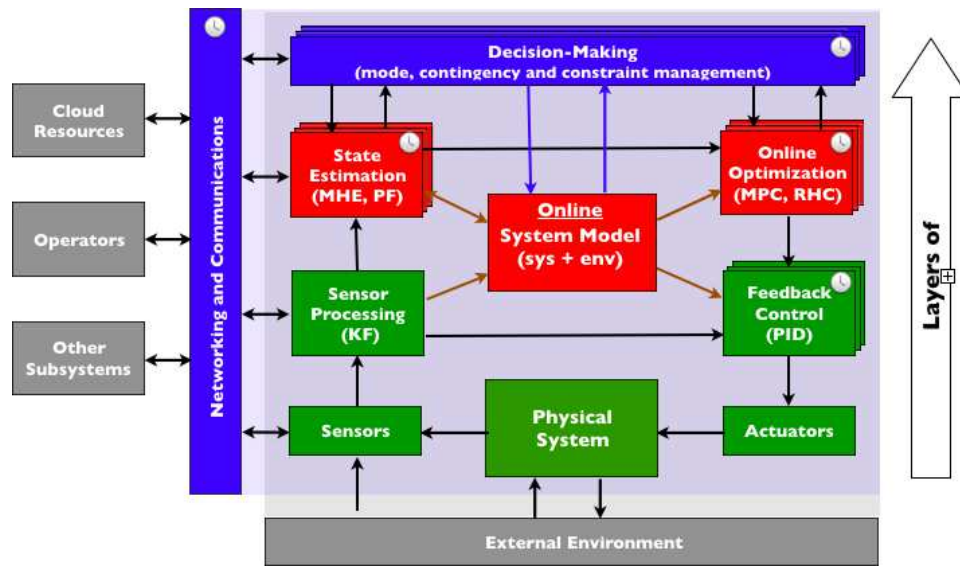 Decision-Making
(mode, contingency and constraint management)
Cloud
Resources
Operators
Other
Subsystems
Networking and Communications
State
Estimation
(MHE, PF)
Online
Optimization
(MPC, RHC)
Online
System Model
(sys + env)
Sensor
Processing
(KF)
Feedback
Control
(PID)
Sensors
Physical
System
Actuators
External Environment
Layers of